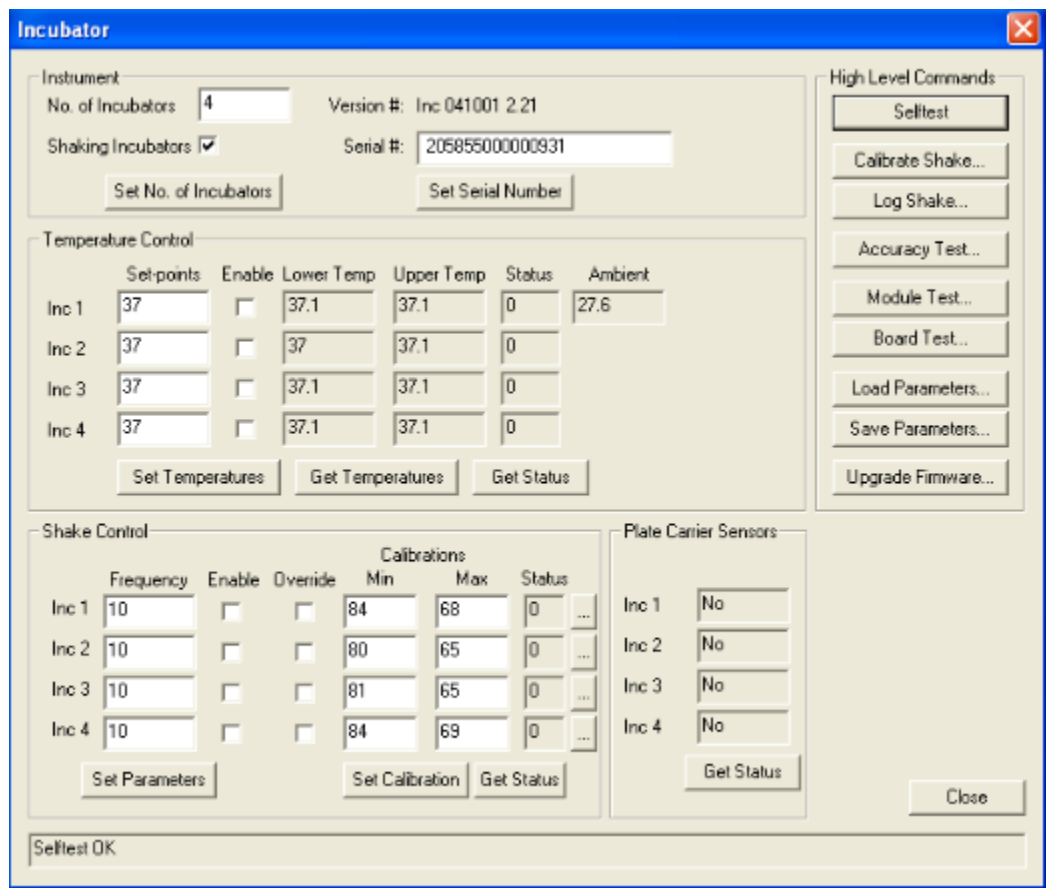 Incubator
Instrument
No. of Incubators 4 Version #: Inc 041001 2.21
Shaking Incubators Serial #: 205855000000931
Set No. of Incubators Set Serial Number
High Level Commands
Selftest
Calibrate Shake...
Log Shake...
Accuracy Test...
Module Test...
Board Test...
Load Parameters...
Save Parameters...
Upgrade Firmware...
Temperature Control
Set-points Enable Lower Temp Upper Temp Status Ambient
Inc 1 37 37.1 37.1 0 27.6
Inc 2 37 37 37.1 0
Inc 3 37 37.1 37.1 0
Inc 4 37 37.1 37.1 0
Set Temperatures Get Temperatures Get Status
Shake Control
Calibrations
Frequency Enable Override Min Max Status
Inc 1 10 84 68 0 ...
Inc 2 10 80 65 0 ...
Inc 3 10 81 65 0 ...
Inc 4 10 84 69 0 ...
Set Parameters Set Calibration Get Status
Plate Carrier Sensors
Inc 1 No
Inc 2 No
Inc 3 No
Inc 4 No
Get Status
Close
Selftest OK